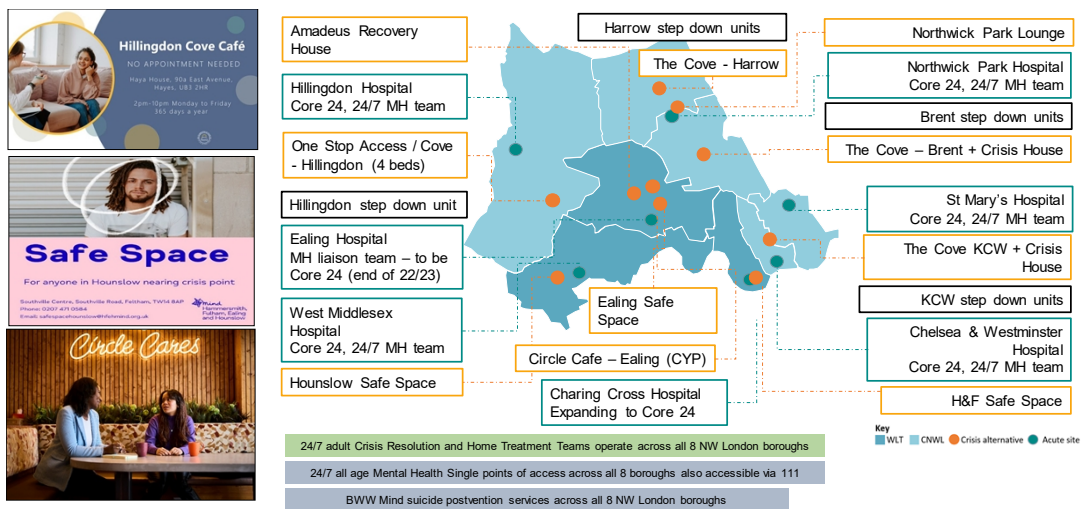 Hillingdon Cove Café
NO APPOINTMENT NEEDED
Haya House, 90a East Avenue,
Hayes, UB3 2HR
2pm-10pm Monday to Friday
365 days a year
Safe Space
For anyone in Hounslow nearing crisis point
Southville Centre, Southville Road, Feltham, TW14 8AP
Phone: 0207 471 0584
Email: safespacehounslow@hfehmind.org.uk
mind
Hammersmith,
Fulham, Ealing
and Hounslow
Circle Cares
Amadeus Recovery
House
Hillingdon Hospital
Core 24, 24/7 MH team
One Stop Access / Cove
- Hillingdon (4 beds)
Hillingdon step down unit
Ealing Hospital
MH liaison team – to be
Core 24 (end of 22/23)
West Middlesex
Hospital
Core 24, 24/7 MH team
Hounslow Safe Space
Harrow step down units
The Cove - Harrow
Ealing Safe
Space
Circle Cafe – Ealing (CYP)
Charing Cross Hospital
Expanding to Core 24
Northwick Park Lounge
Northwick Park Hospital
Core 24, 24/7 MH team
Brent step down units
The Cove – Brent + Crisis House
St Mary's Hospital
Core 24, 24/7 MH team
The Cove KCW + Crisis
House
KCW step down units
Chelsea & Westminster
Hospital
Core 24, 24/7 MH team
H&F Safe Space
Key
WLT CNWL Crisis alternative Acute site
24/7 adult Crisis Resolution and Home Treatment Teams operate across all 8 NW London boroughs
24/7 all age Mental Health Single points of access across all 8 boroughs also accessible via 111
BWW Mind suicide postvention services across all 8 NW London boroughs